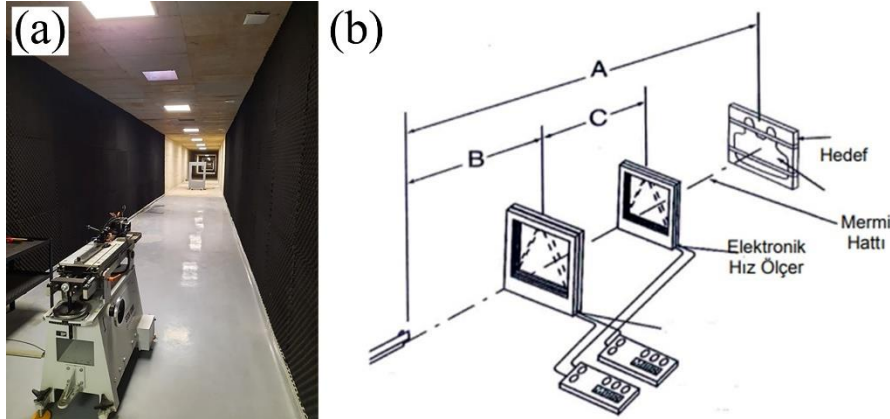 (a)
(b)
A
B
C
Hedef
Mermi
Hattı
Elektronik
Hız Ölçer